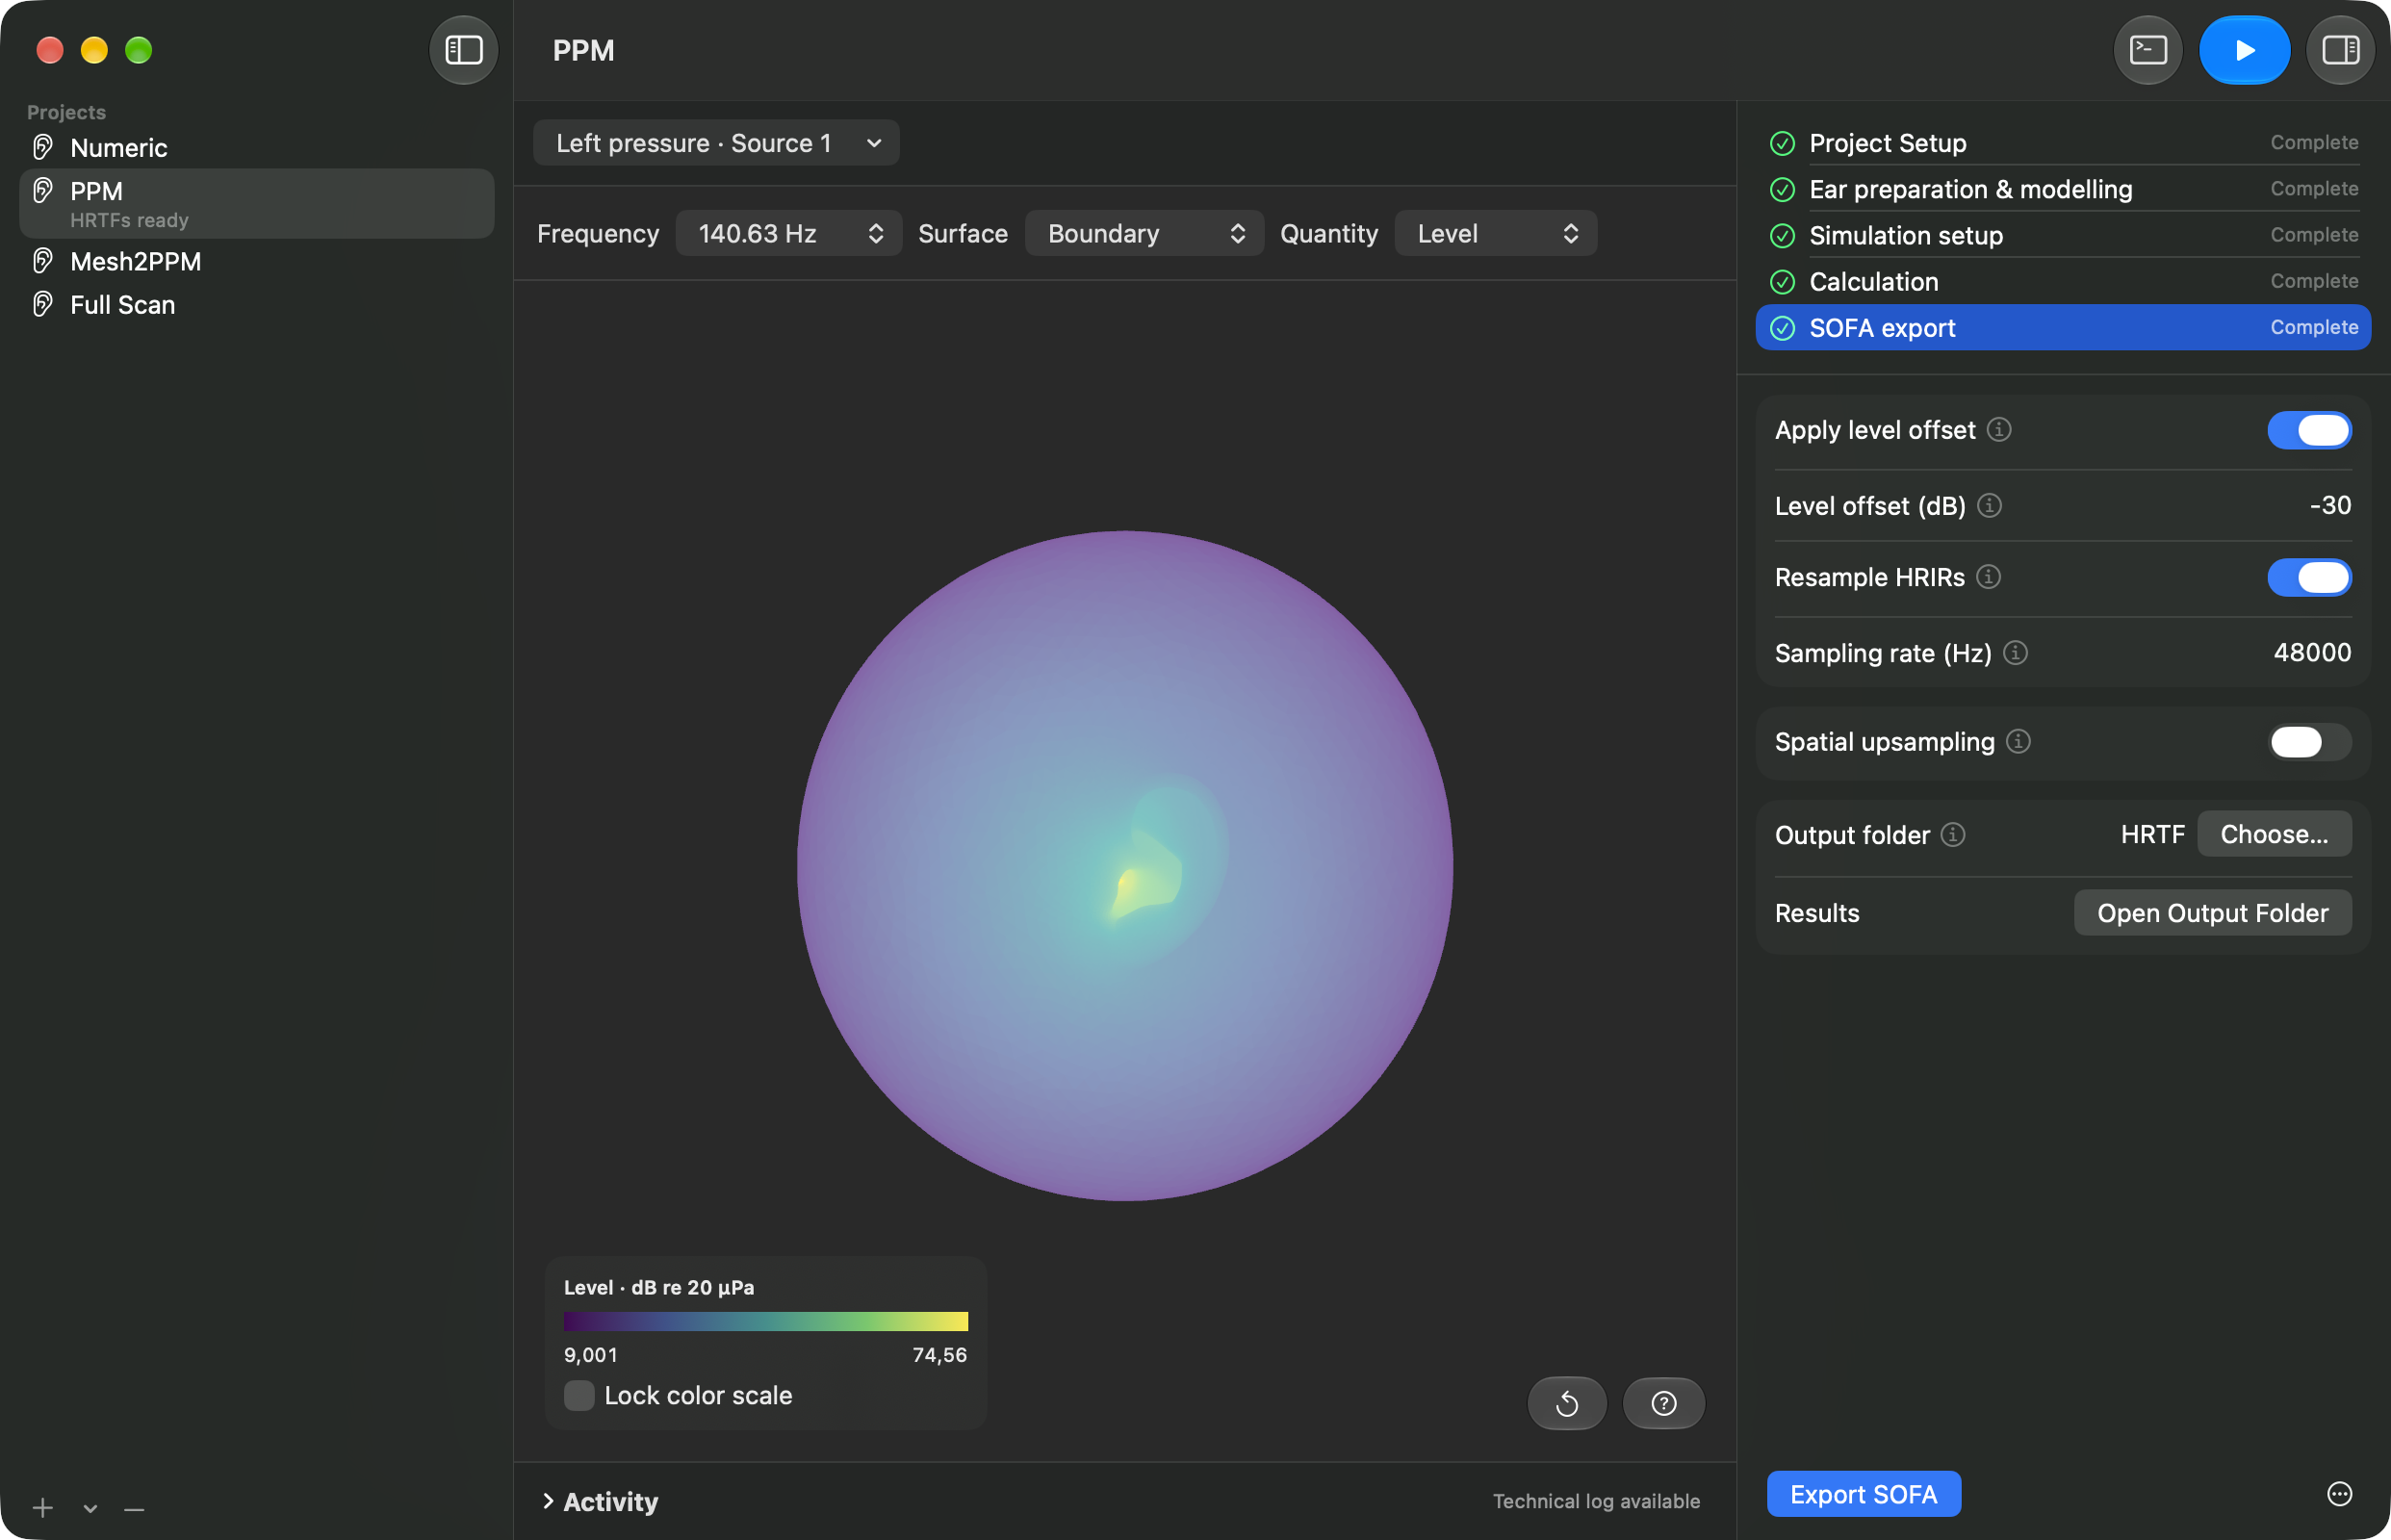 PPM
Projects
Numeric
PPM
HRTFs ready
Mesh2PPM
Full Scan
Left pressure · Source 1
Frequency 140.63 Hz Surface Boundary Quantity Level
Level · dB re 20 µPa
9,001 74,56
Lock color scale
Activity Technical log available
Project Setup Complete
Ear preparation & modelling Complete
Simulation setup Complete
Calculation Complete
SOFA export Complete
Apply level offset
Level offset (dB) -30
Resample HRIRs
Sampling rate (Hz) 48000
Spatial upsampling
Output folder HRTF Choose...
Results Open Output Folder
Export SOFA